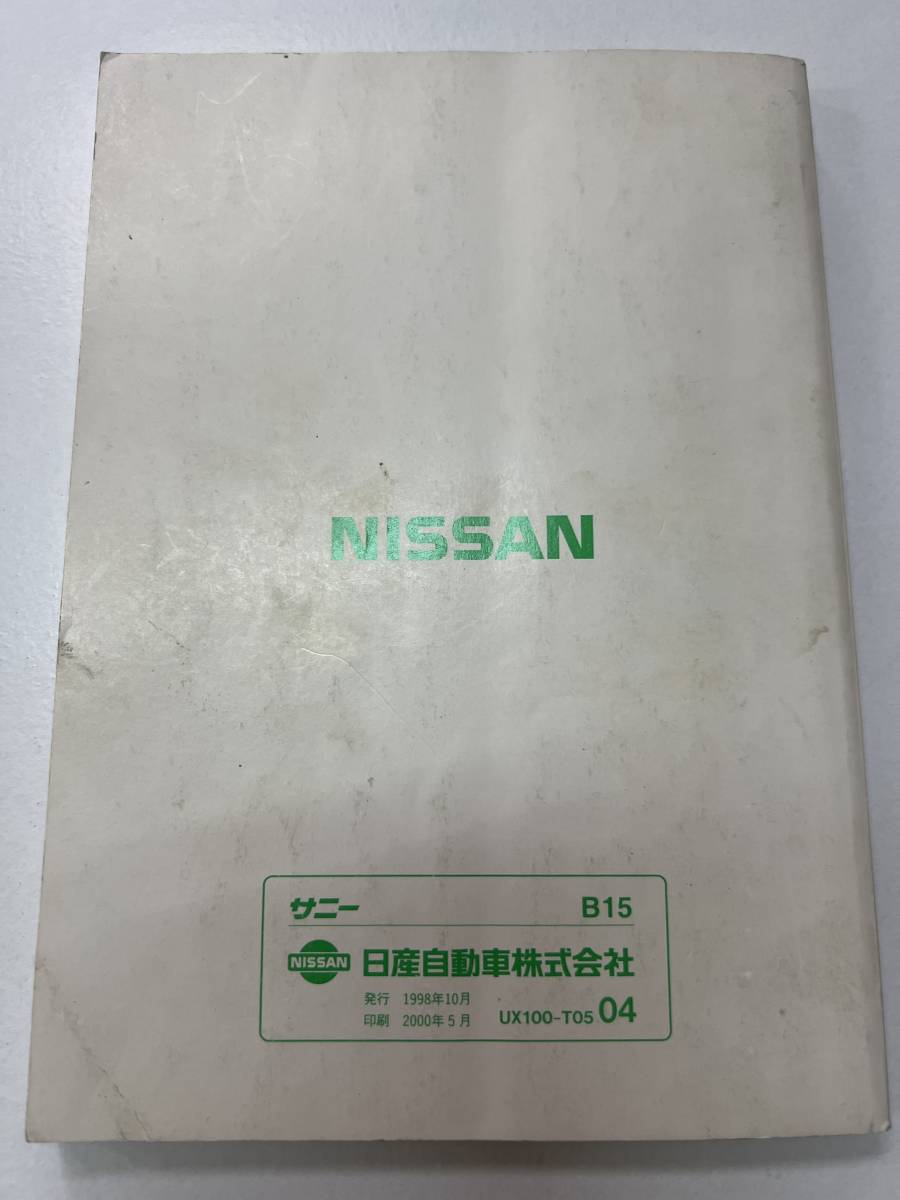 NISSAN
サニー B15
NISSAN 日産自動車株式会社
発行 1998年10月
印刷 2000年5月 UX100-T05 04